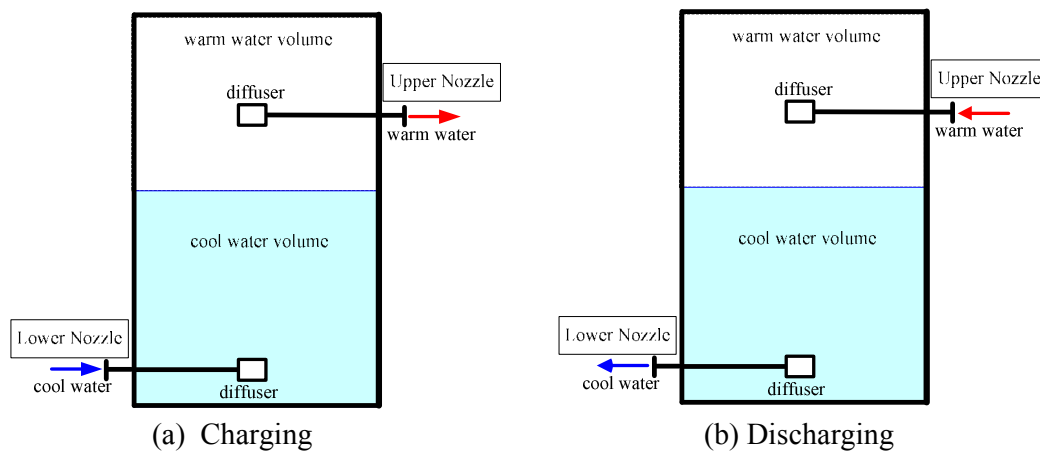 warm water volume
Upper Nozzle
diffuser
warm water
cool water volume
Lower Nozzle
cool water
diffuser
(a) Charging
warm water volume
Upper Nozzle
diffuser
warm water
cool water volume
Lower Nozzle
cool water
diffuser
(b) Discharging